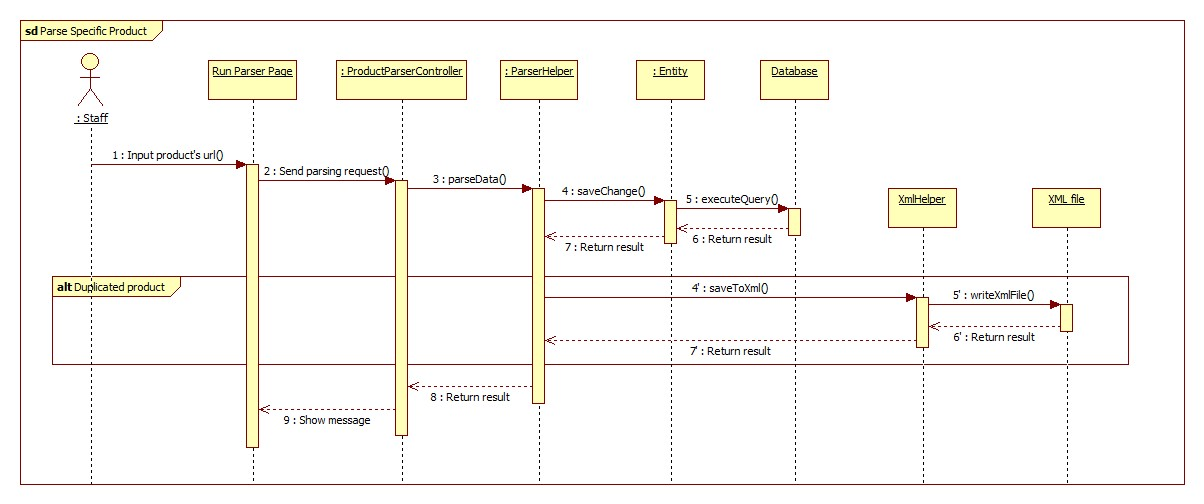 sd Parse Specific Product
Run Parser Page
: ProductParserController
: ParserHelper
: Entity
Database
: Staff
1 : Input product's url()
2 : Send parsing request()
3 : parseData()
4 : saveChange()
5 : executeQuery()
XmlHelper
XML file
6 : Return result
7 : Return result
alt Duplicated product
4' : saveToXml()
5' : writeXmlFile()
6' : Return result
7' : Return result
8 : Return result
9 : Show message